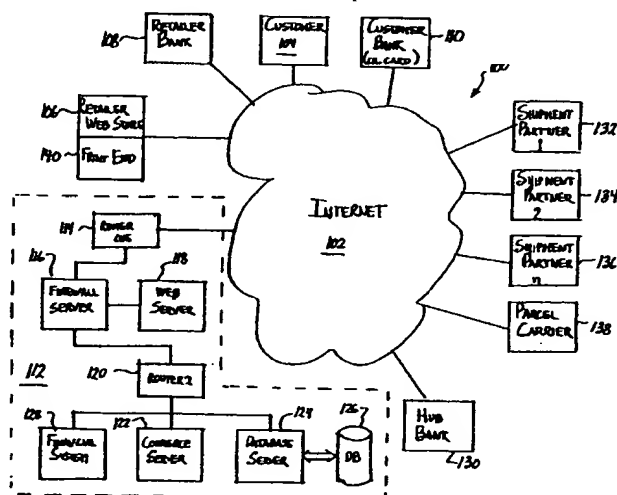 108
RETAILER
BANK
CUSTOMER
104
CUSTOMER
BANK
110
100
106
RETAILER
WEB STORE
140
FRONT END
SHIPMENT
PARTNER
1
132
SHIPMENT
PARTNER
2
134
SHIPMENT
PARTNER
n
136
PARCEL
CARRIER
138
INTERNET
102
114
ROUTER
ONE
116
118
FIREWALL
SERVER
WEB
SERVER
112
120
ROUTER 2
128
FINANCIAL
SYSTEM
122
COMMERCE
SERVER
124
DATABASE
SERVER
126
DB
HUB
BANK
130